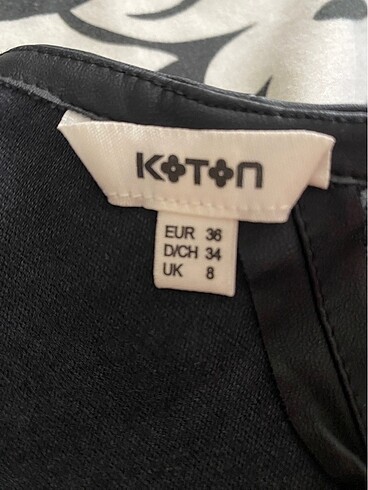 KOTON
EUR 36
D/CH 34
UK 8